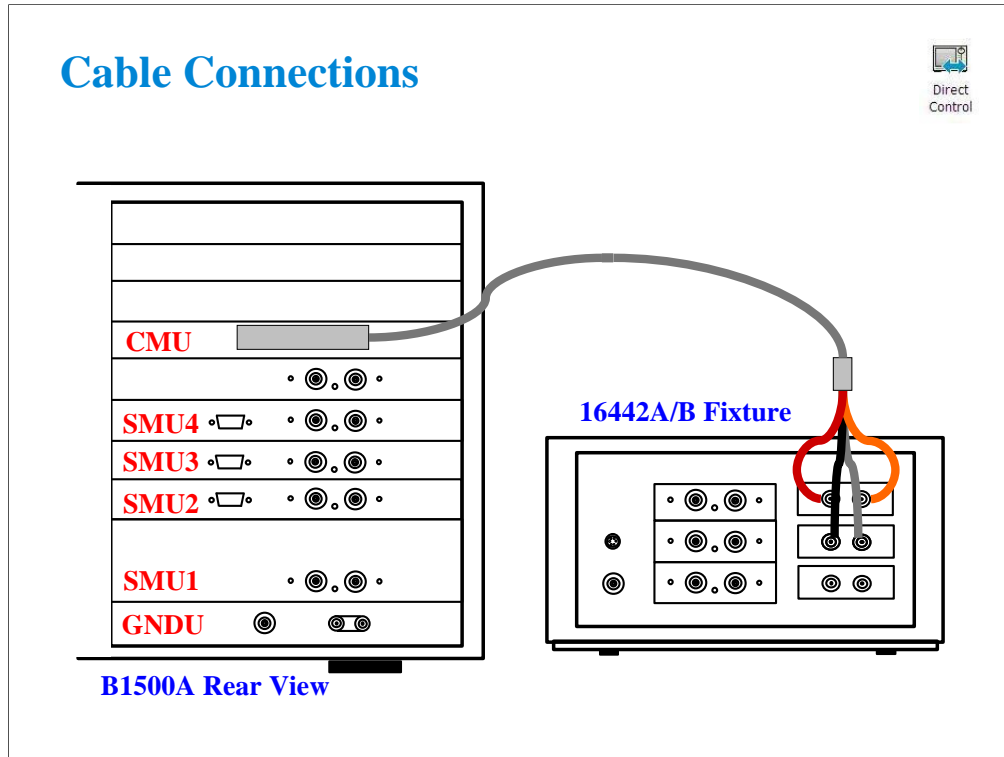 Cable Connections
Direct
Control
CMU
16442A/B Fixture
SMU4
SMU3
SMU2
SMU1
GNDU
B1500A Rear View